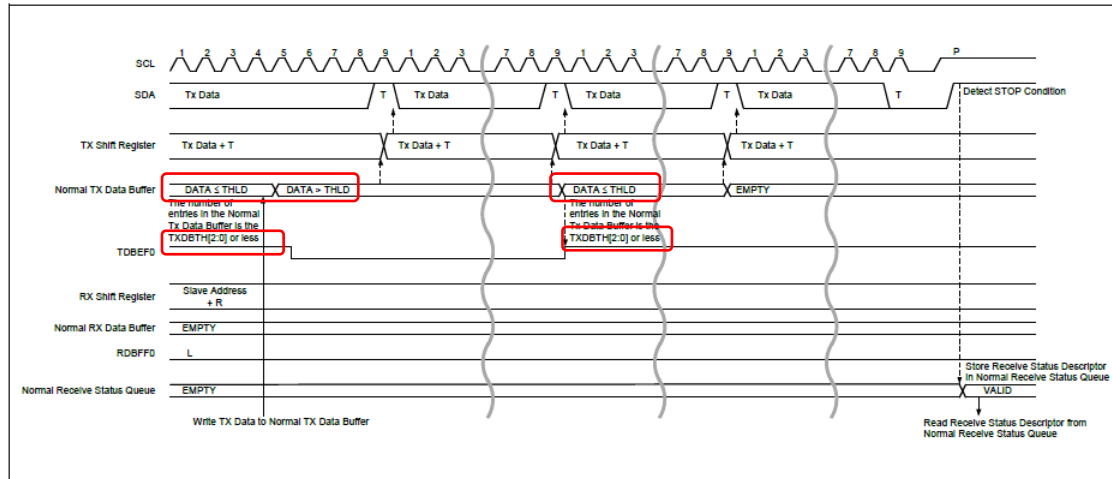 1 2 3 4 5 6 7 8 9 1 2 3 7 8 9 1 2 3 7 8 9 1 2 3 7 8 9 P
SCL
SDA Tx Data T Tx Data T Tx Data T Tx Data T Detect STOP Condition
TX Shift Register Tx Data + T Tx Data + T Tx Data + T Tx Data + T
Normal TX Data Buffer DATA ≤ THLD DATA > THLD DATA ≤ THLD EMPTY
The number of
entries in the Normal
Tx Data Buffer is the
TXDBTH[2:0] or less
The number of
entries in the Normal
Tx Data Buffer is the
TXDBTH[2:0] or less
TDBEF0
RX Shift Register Slave Address
+ R
Normal RX Data Buffer EMPTY
RDBFF0 L
Store Receive Status Descriptor
in Normal Receive Status Queue
Normal Receive Status Queue EMPTY VALID
Write TX Data to Normal TX Data Buffer
Read Receive Status Descriptor from
Normal Receive Status Queue